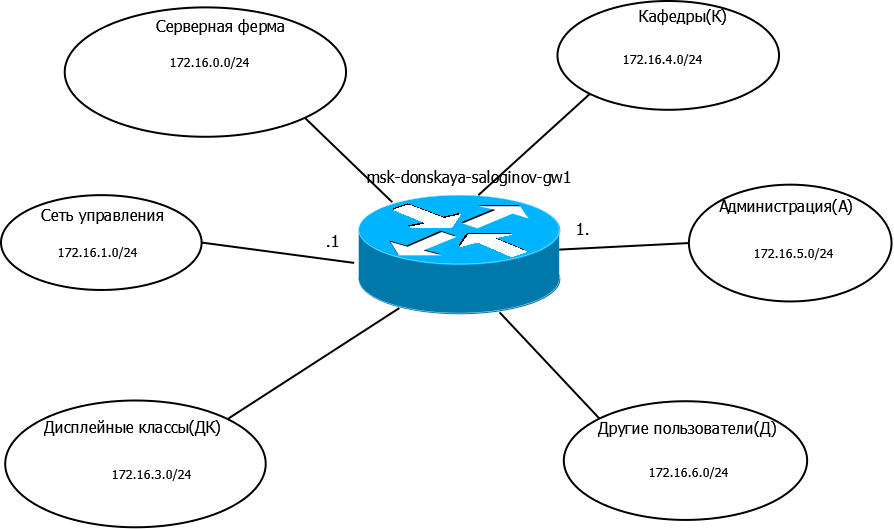 Серверная ферма
172.16.0.0/24
Кафедры(К)
172.16.4.0/24
msk-donskaya-saloginov-gw1
Сеть управления
172.16.1.0/24
.1
1.
Администрация(А)
172.16.5.0/24
Дисплейные классы(ДК)
172.16.3.0/24
Другие пользователи(Д)
172.16.6.0/24